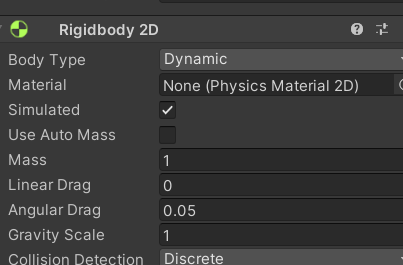 Rigidbody 2D
Body Type Dynamic
Material None (Physics Material 2D)
Simulated
Use Auto Mass
Mass 1
Linear Drag 0
Angular Drag 0.05
Gravity Scale 1
Collision Detection Discrete